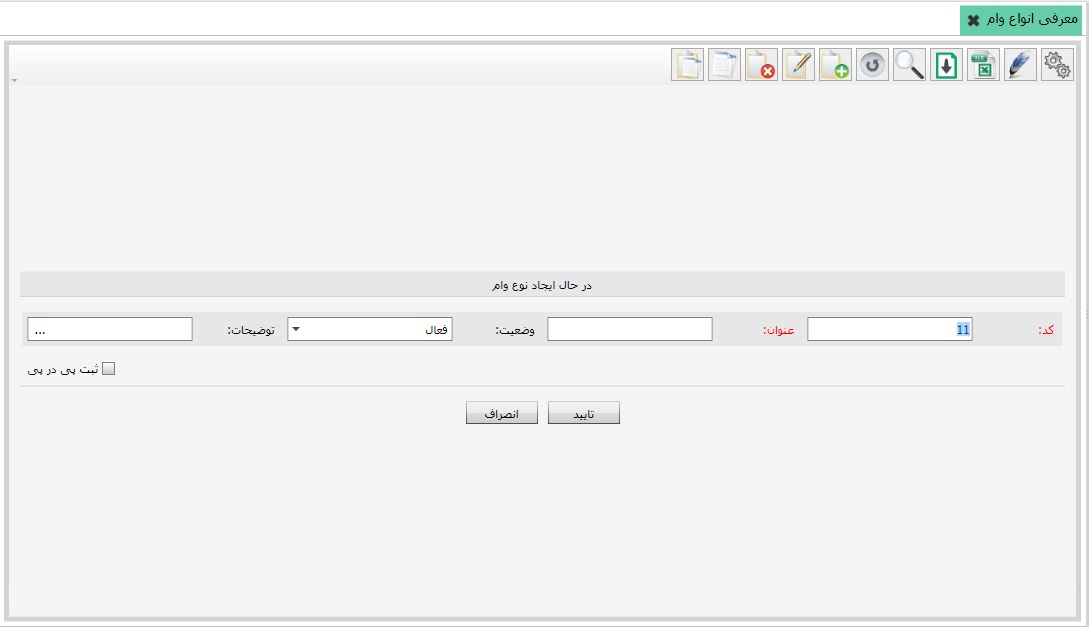 معرفی انواع وام
در حال ایجاد نوع وام
کد: 11 عنوان: وضعیت: فعال توضیحات: ...
ثبت پی در پی
تایید انصراف